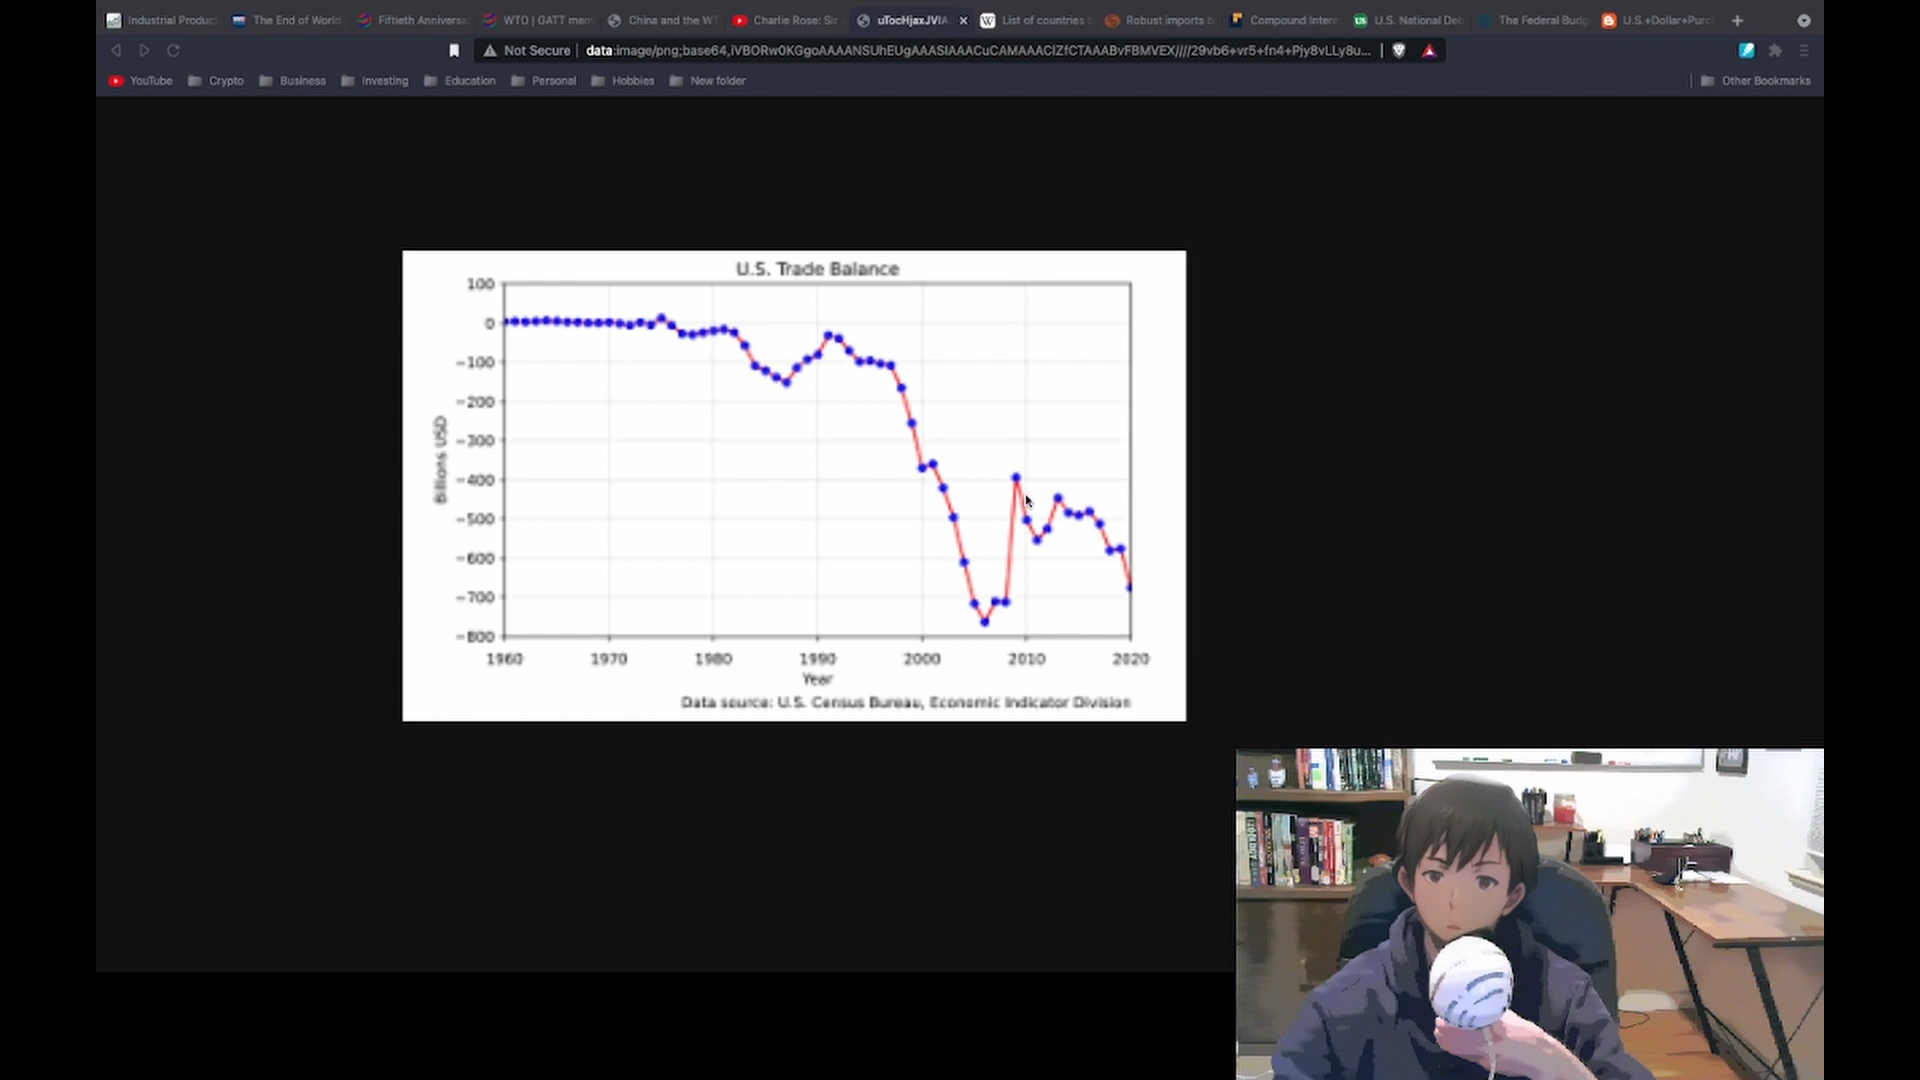 Industrial Produc
The End of World
Fiftieth Anniversa
WTO | GATT mem
China and the WT
Charlie Rose: Sir
uTocHjaxJVIA
List of countries b
Robust imports b
Compound Intere
U.S. National Deb
The Federal Budg
U.S.+Dollar+Purc
Not Secure
data:image/png;base64,iVBORw0KGgoAAAANSUhEUgAAASIAAACuCAMAAACIZfCTAAABvFBMVEX////29vb6+vr5+fn4+Pjy8vLLy8u...
YouTube
Crypto
Business
Investing
Education
Personal
Hobbies
New folder
Other Bookmarks
U.S. Trade Balance
100
0
−100
−200
−300
−400
−500
−600
−700
−800
Billions USD
1960 1970 1980 1990 2000 2010 2020
Year
Data source: U.S. Census Bureau, Economic Indicator Division